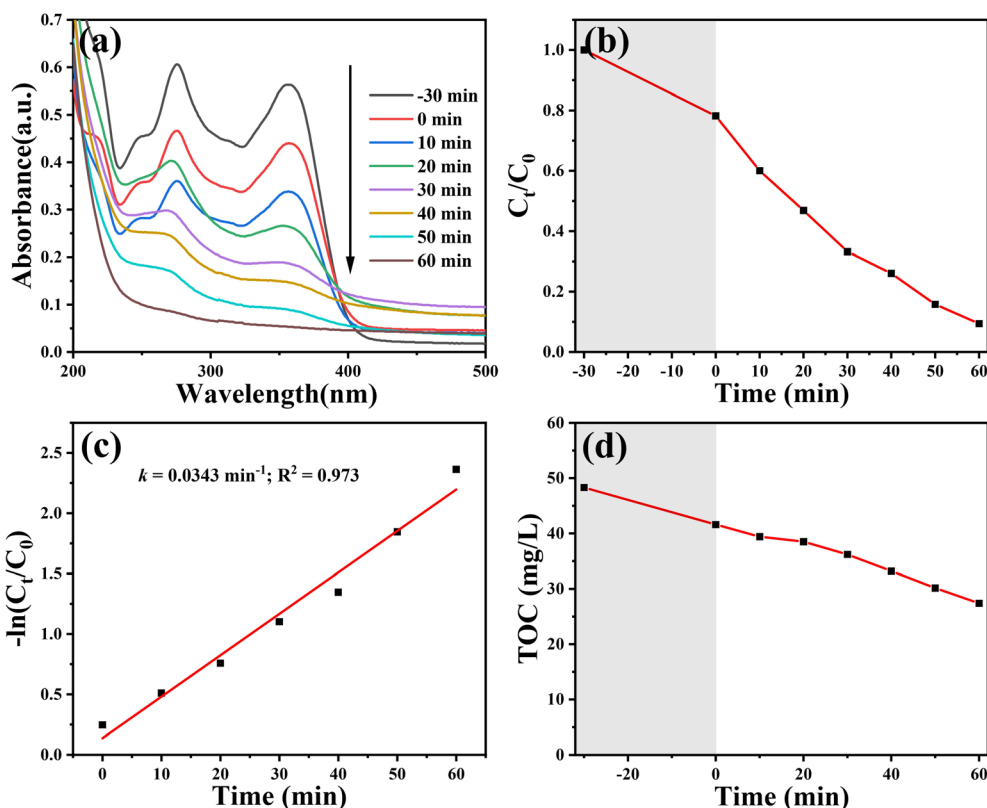 (a)
Absorbance(a.u.)
0.7
0.6
0.5
0.4
0.3
0.2
0.1
0.0
-30 min
0 min
10 min
20 min
30 min
40 min
50 min
60 min
200 300 400 500
Wavelength(nm)
(b)
Ct/C0
1.0
0.8
0.6
0.4
0.2
0.0
-30 -20 -10 0 10 20 30 40 50 60
Time (min)
(c)
k = 0.0343 min-1; R2 = 0.973
-ln(Ct/C0)
2.5
2.0
1.5
1.0
0.5
0.0
0 10 20 30 40 50 60
Time (min)
(d)
TOC (mg/L)
60
50
40
30
20
10
0
-20 0 20 40 60
Time (min)